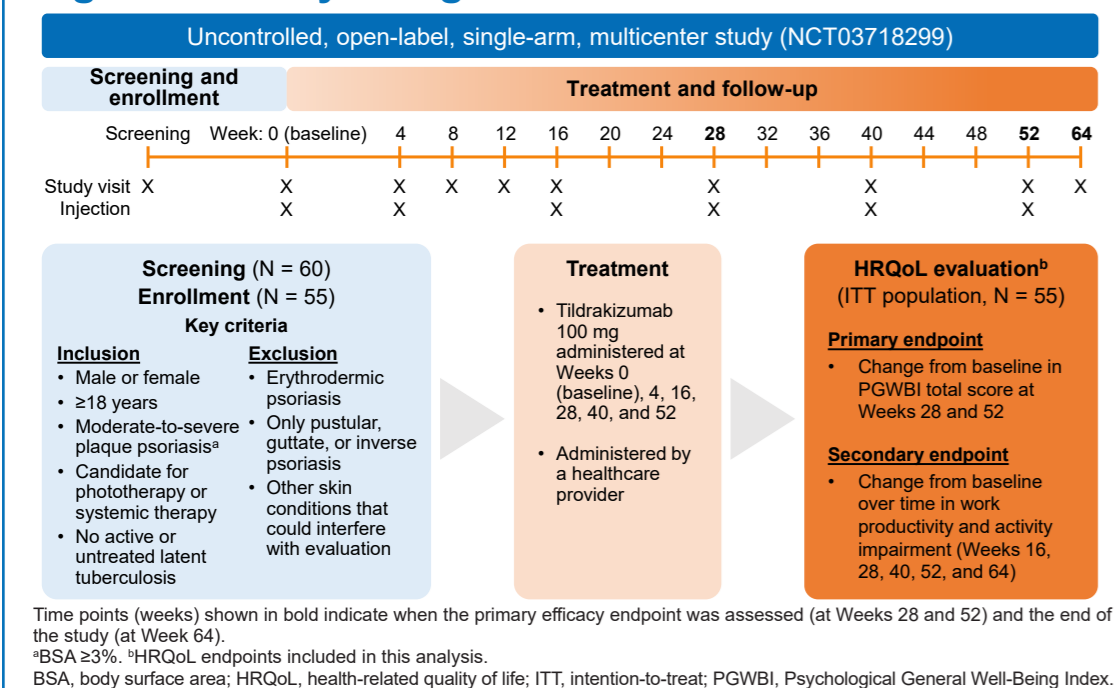 Uncontrolled, open-label, single-arm, multicenter study (NCT03718299)
Screening and
enrollment
Treatment and follow-up
Screening Week: 0 (baseline) 4 8 12 16 20 24 28 32 36 40 44 48 52 64
Study visit X X X X X X X X X X
Injection X X X X X X
Screening (N = 60)
Enrollment (N = 55)
Key criteria
Inclusion
• Male or female
• ≥18 years
• Moderate-to-severe
plaque psoriasisᵃ
• Candidate for
phototherapy or
systemic therapy
• No active or
untreated latent
tuberculosis
Exclusion
• Erythrodermic
psoriasis
• Only pustular,
guttate, or inverse
psoriasis
• Other skin
conditions that
could interfere
with evaluation
Treatment
• Tildrakizumab
100 mg
administered at
Weeks 0
(baseline), 4, 16,
28, 40, and 52
• Administered by
a healthcare
provider
HRQoL evaluationᵇ
(ITT population, N = 55)
Primary endpoint
• Change from baseline in
PGWBI total score at
Weeks 28 and 52
Secondary endpoint
• Change from baseline
over time in work
productivity and activity
impairment (Weeks 16,
28, 40, 52, and 64)
Time points (weeks) shown in bold indicate when the primary efficacy endpoint was assessed (at Weeks 28 and 52) and the end of
the study (at Week 64).
ᵃBSA ≥3%. ᵇHRQoL endpoints included in this analysis.
BSA, body surface area; HRQoL, health-related quality of life; ITT, intention-to-treat; PGWBI, Psychological General Well-Being Index.